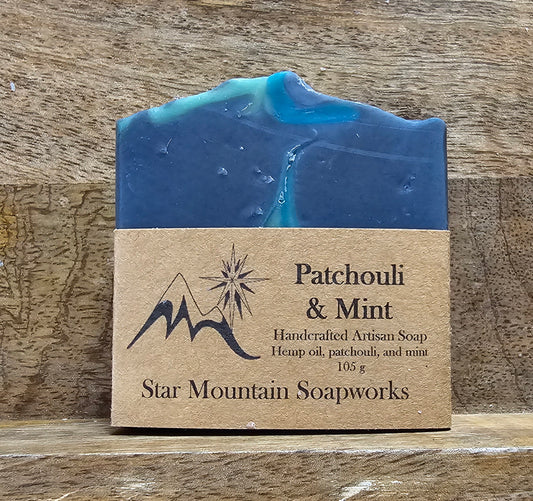 Patchouli
& Mint
Handcrafted Artisan Soap
Hemp oil, patchouli, and mint
105 g
Star Mountain Soapworks